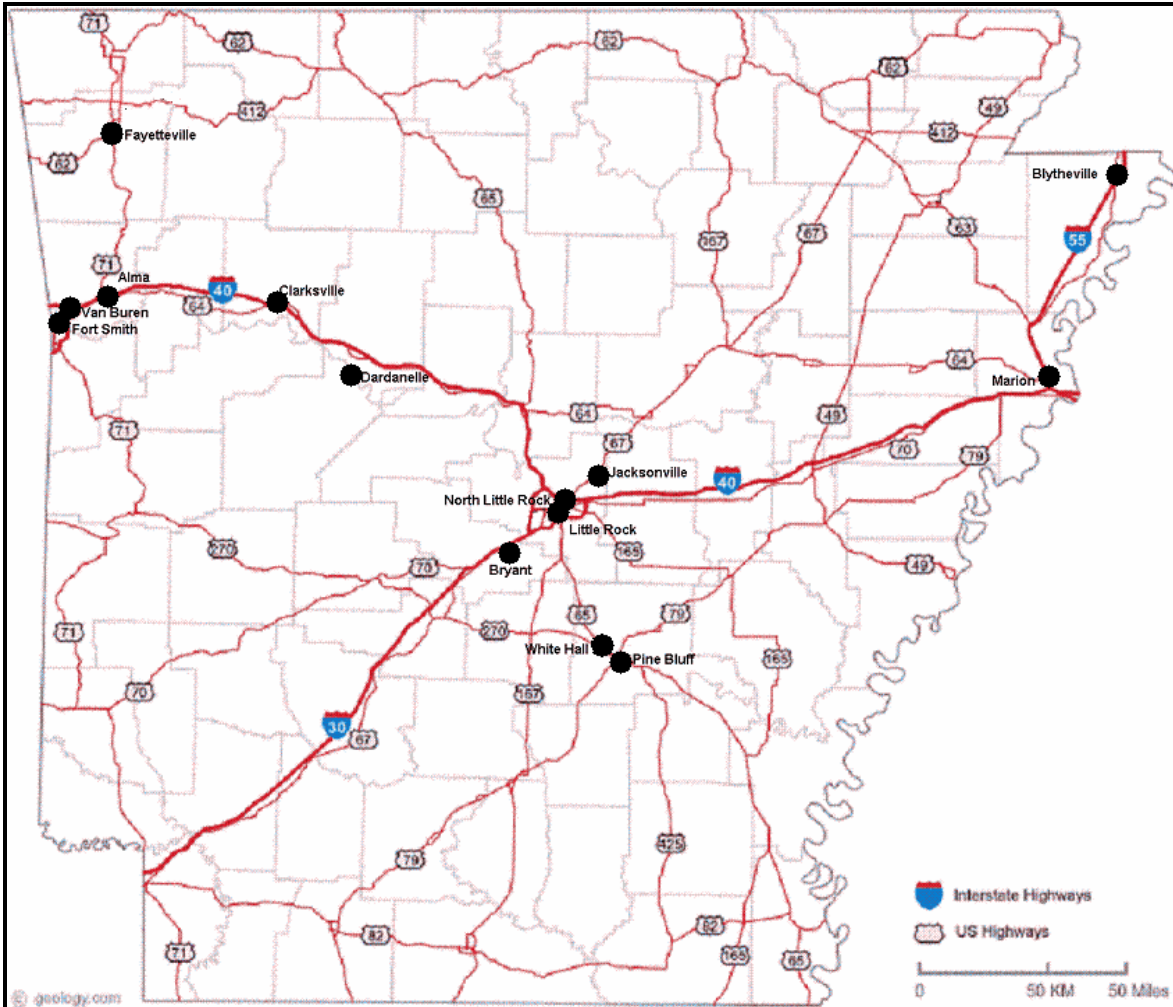 71
62
62
62
412
49
Fayetteville
412
62
Blytheville
65
63
67
55
167
71
Alma
40
Clarksville
64
Van Buren
Fort Smith
64
Marion
Dardanelle
64
49
71
67
70
79
Jacksonville
40
North Little Rock
Little Rock
270
165
70
Bryant
49
65
79
71
270
White Hall
Pine Bluff
165
70
167
30
67
425
79
Interstate Highways
82
82
US Highways
71
165
65
© geology.com
0 50 KM 50 Miles